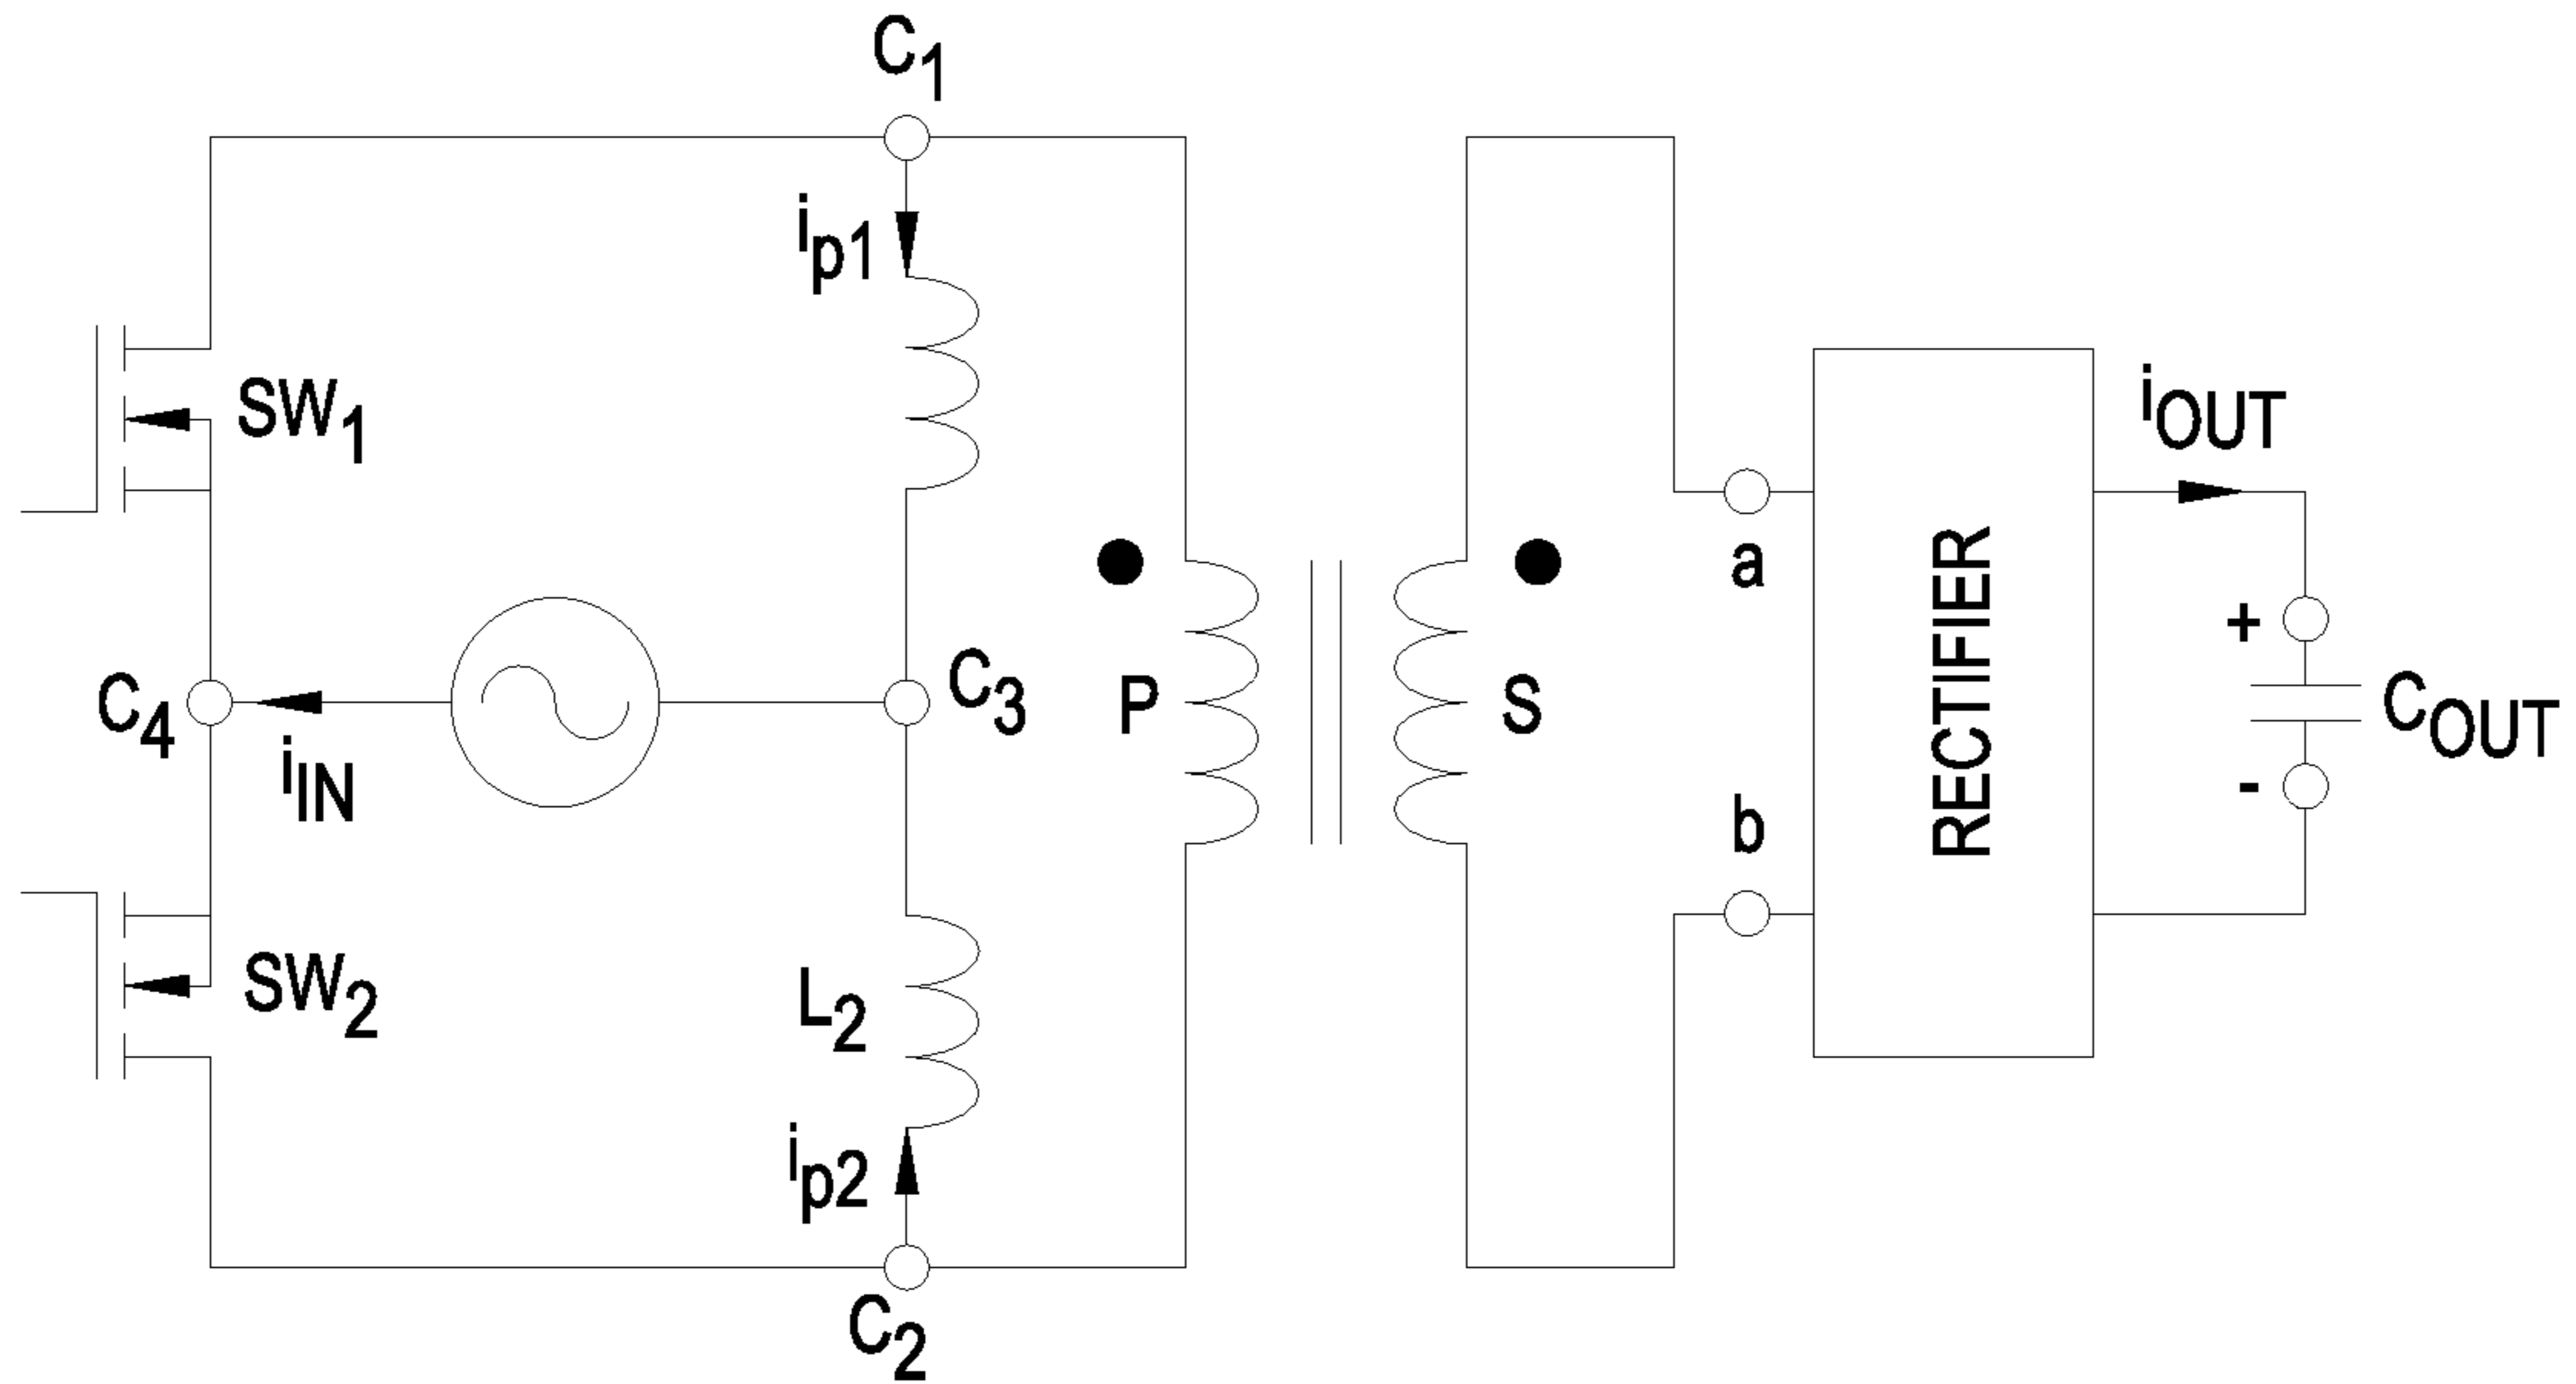 C1
ip1
SW1
iOUT
a
+
C4
C3
P
S
RECTIFIER
COUT
iIN
-
b
SW2
L2
ip2
C2